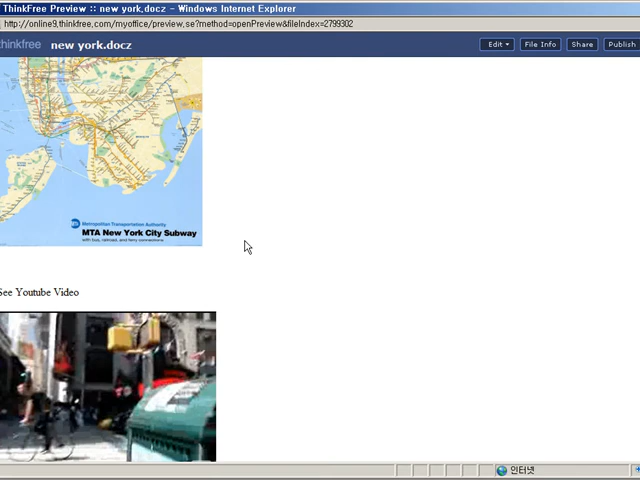 ThinkFree Preview :: new york.docz - Windows Internet Explorer
http://online9.thinkfree.com/myoffice/preview.se?method=openPreview&fileIndex=2799302
thinkfree new york.docz Edit File Info Share Publish
Metropolitan Transportation Authority
MTA New York City Subway
with bus, railroad, and ferry connections
See Youtube Video
인터넷